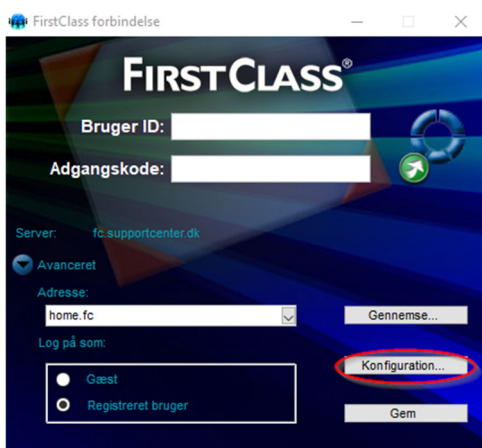 FirstClass forbindelse
FIRSTCLASS®
Bruger ID:
Adgangskode:
Server: fc.supportcenter.dk
Avanceret
Adresse:
home.fc
Gennemse...
Log på som:
Konfiguration...
Gæst
Registreret bruger
Gem